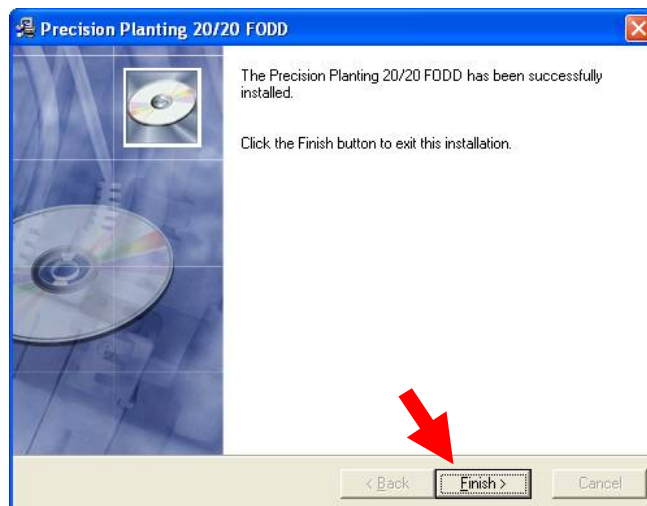 Precision Planting 20/20 FODD
The Precision Planting 20/20 FODD has been successfully
installed.
Click the Finish button to exit this installation.
< Back
Finish >
Cancel